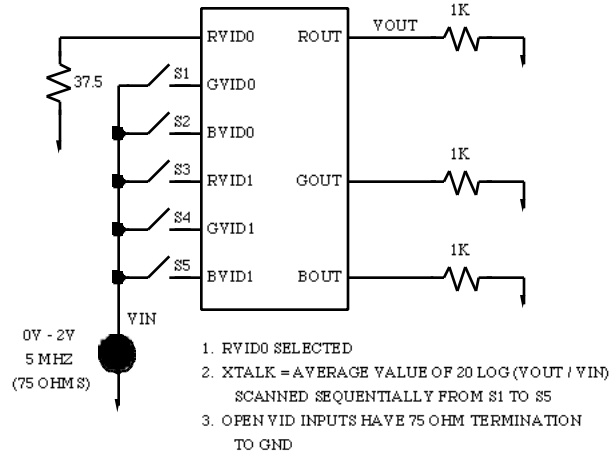 1K
VOUT
RVID0
ROUT
37.5
S1
GVID0
S2
BVID0
1K
S3
RVID1
GOUT
S4
GVID1
1K
S5
BVID1
BOUT
VIN
0V - 2V
5 MHZ
(75 OHMS)
1. RVID0 SELECTED
2. XTALK = AVERAGE VALUE OF 20 LOG (VOUT / VIN)
SCANNED SEQUENTIALLY FROM S1 TO S5
3. OPEN VID INPUTS HAVE 75 OHM TERMINATION
TO GND